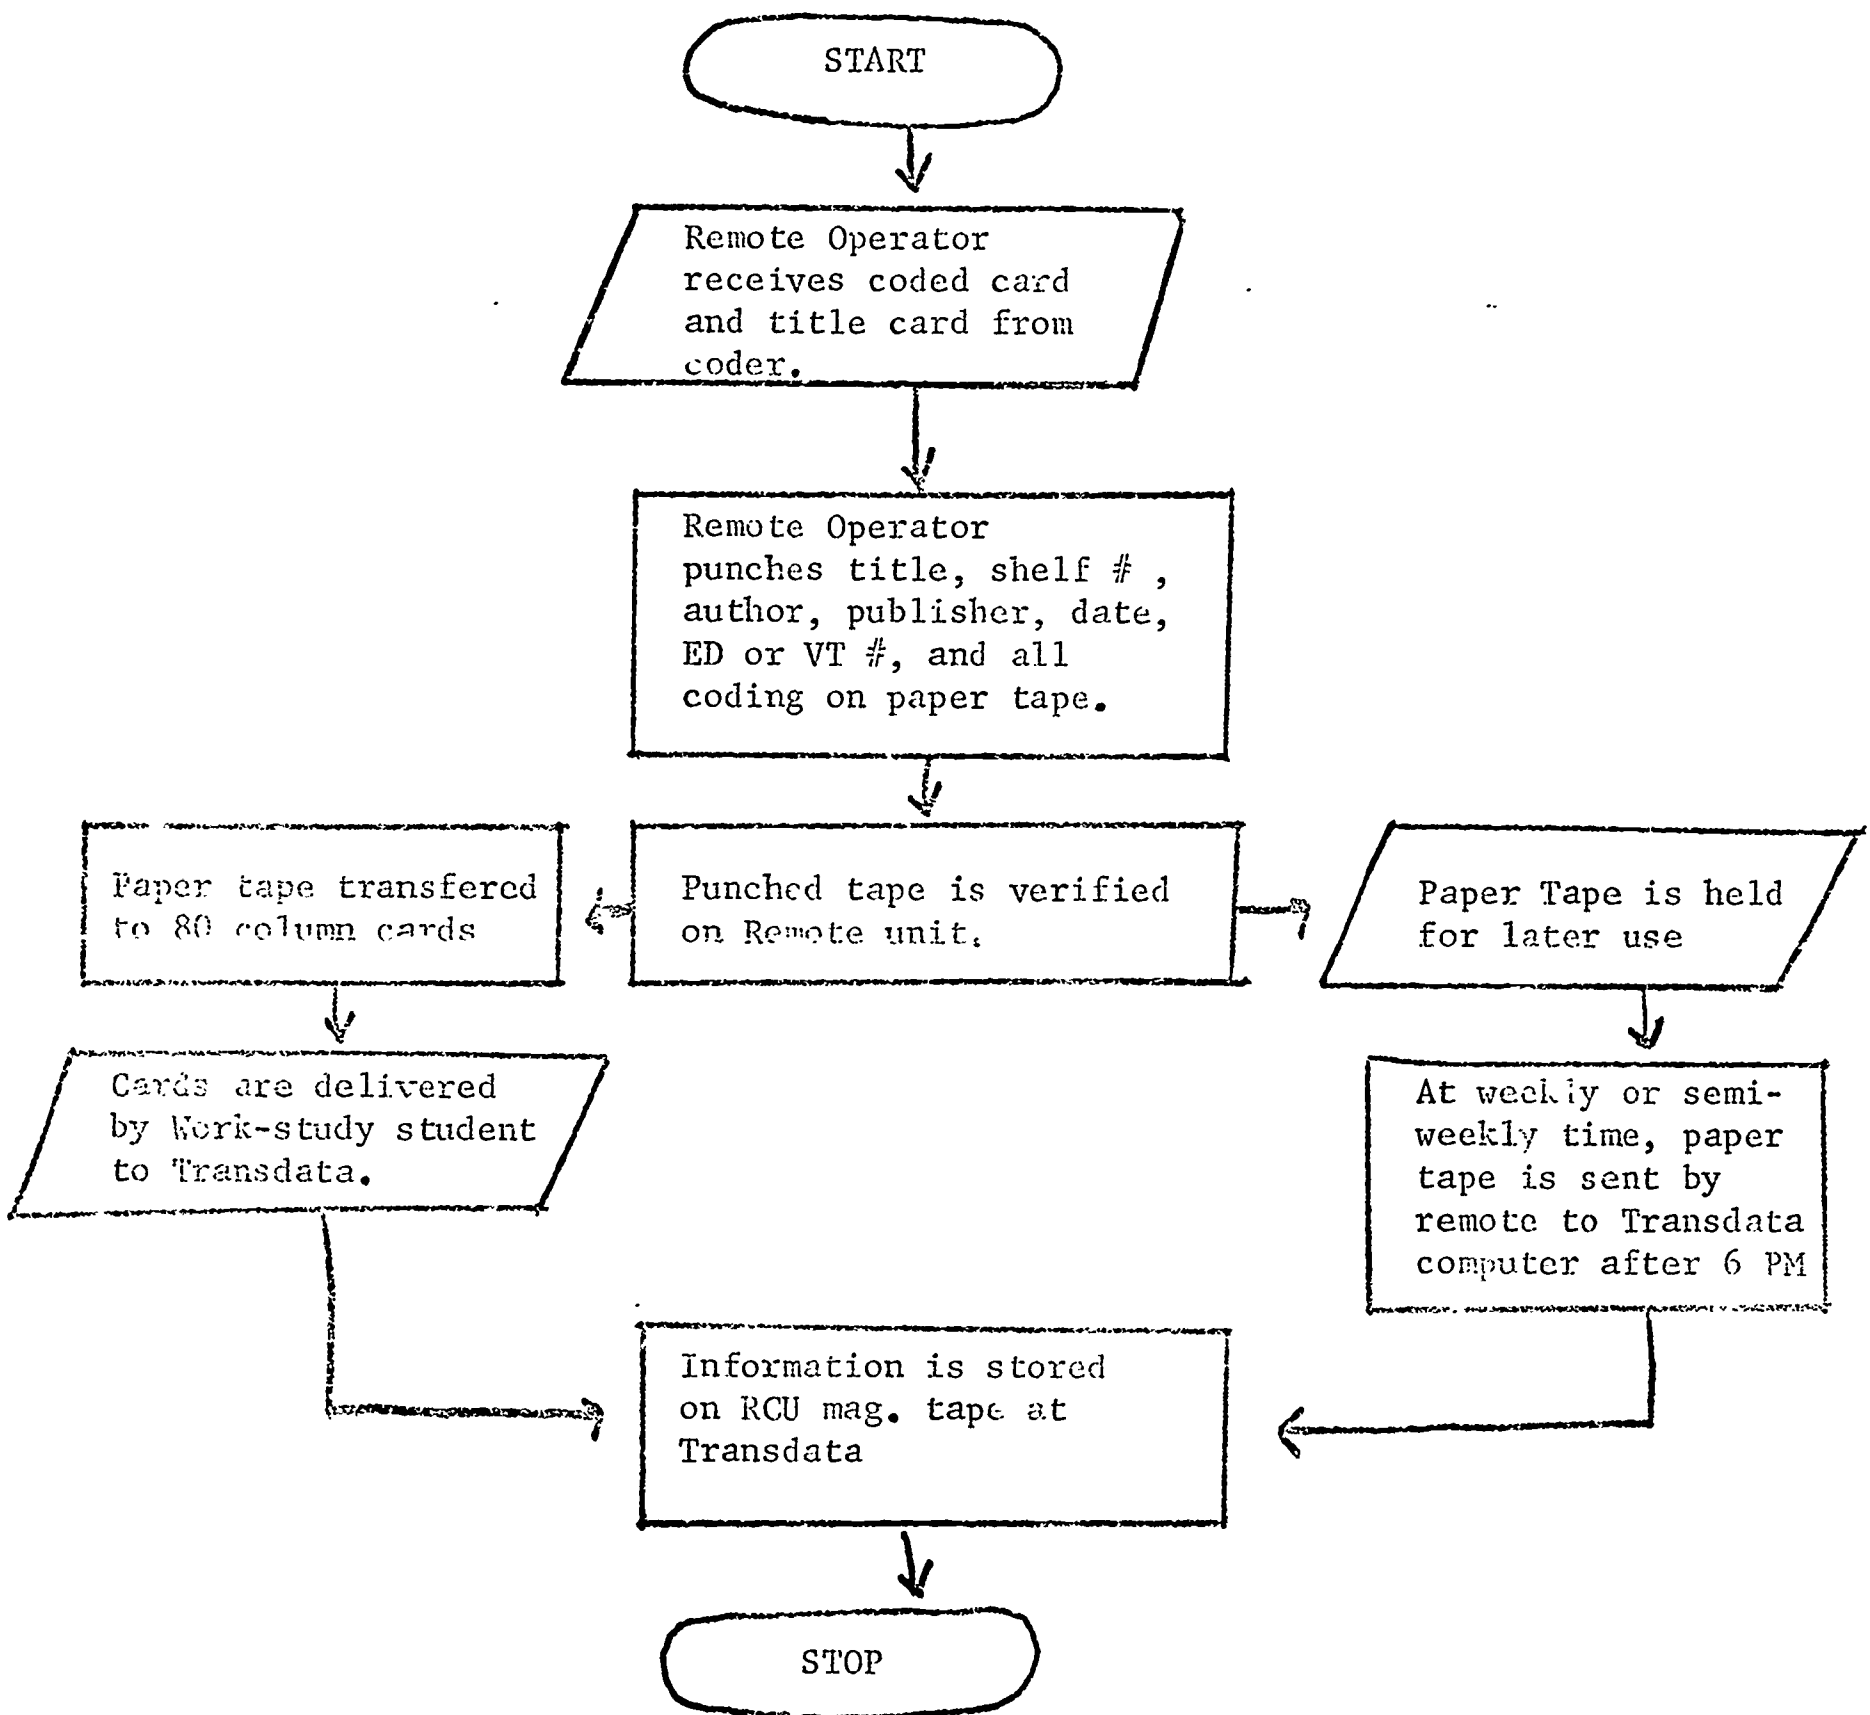 START
Remote Operator
receives coded card
and title card from
coder.
Remote Operator
punches title, shelf # ,
author, publisher, date,
ED or VT #, and all
coding on paper tape.
Paper tape transfered
to 80 column cards
Punched tape is verified
on Remote unit.
Paper Tape is held
for later use
Cards are delivered
by Work-study student
to Transdata.
At weekly or semi-
weekly time, paper
tape is sent by
remote to Transdata
computer after 6 PM
Information is stored
on RCU mag. tape at
Transdata
STOP